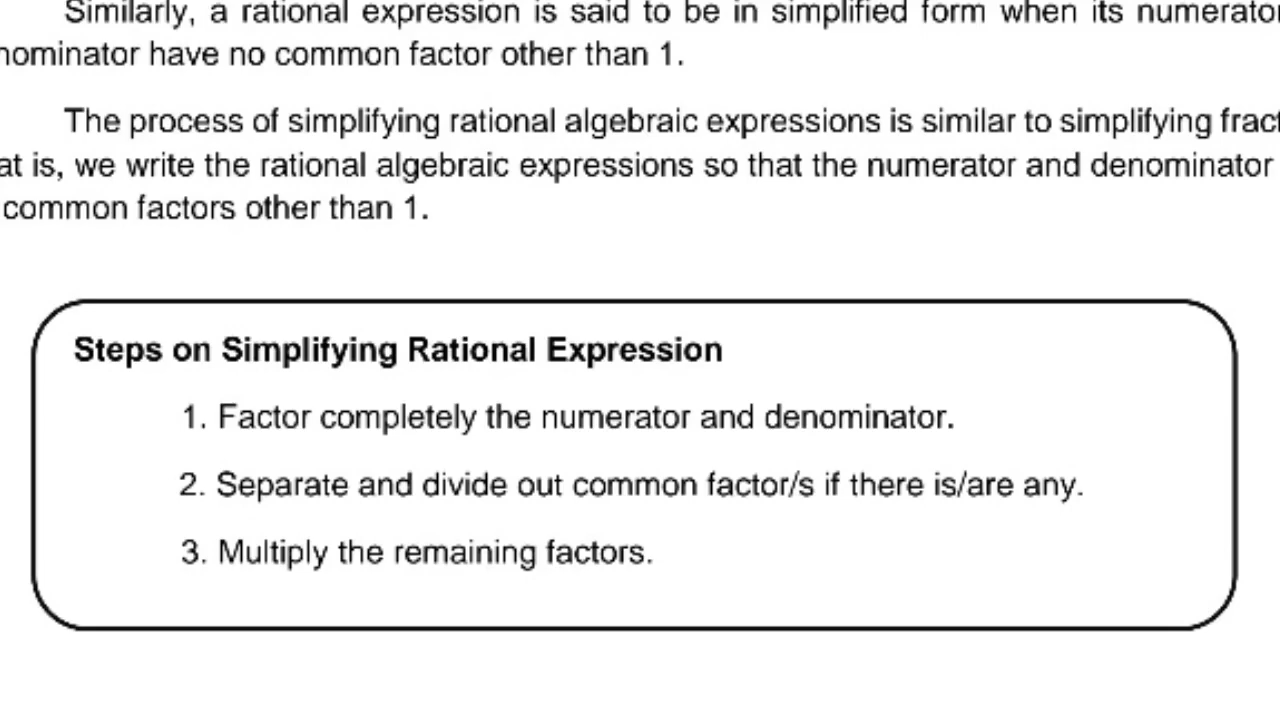 Similarly, a rational expression is said to be in simplified form when its numerator
nominator have no common factor other than 1.
The process of simplifying rational algebraic expressions is similar to simplifying fract
at is, we write the rational algebraic expressions so that the numerator and denominator
common factors other than 1.
Steps on Simplifying Rational Expression
1. Factor completely the numerator and denominator.
2. Separate and divide out common factor/s if there is/are any.
3. Multiply the remaining factors.